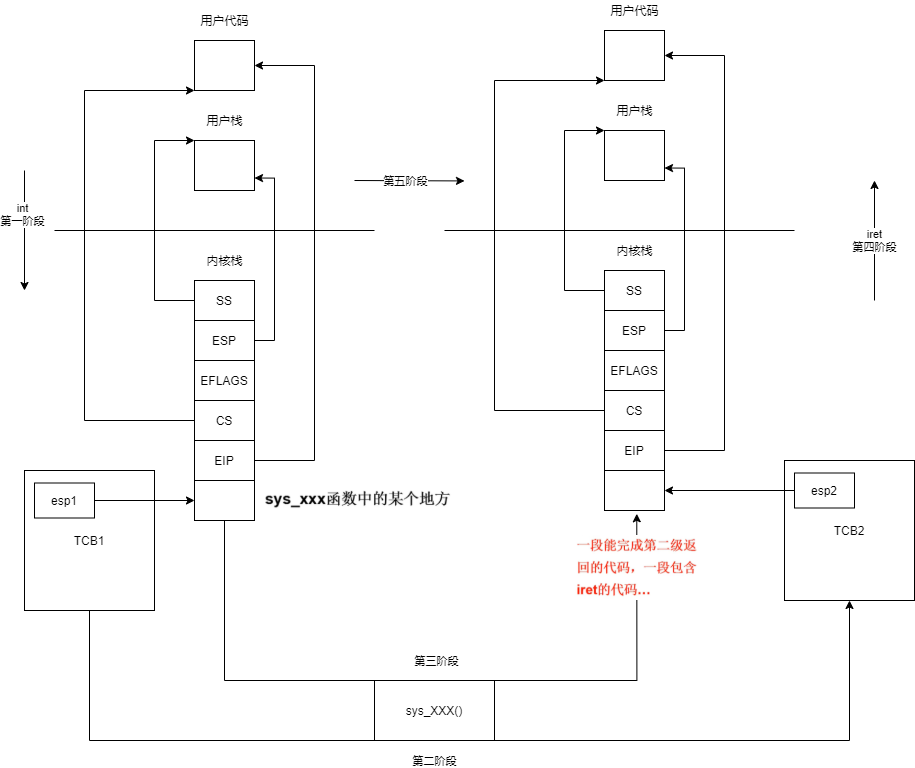 用户代码
用户代码
用户栈
用户栈
int
第一阶段
第五阶段
iret
第四阶段
内核栈
SS
ESP
EFLAGS
CS
EIP
内核栈
SS
ESP
EFLAGS
CS
EIP
esp1
TCB1
sys_xxx函数中的某个地方
esp2
TCB2
一段能完成第二级返
回的代码，一段包含
iret的代码...
第三阶段
sys_XXX()
第二阶段